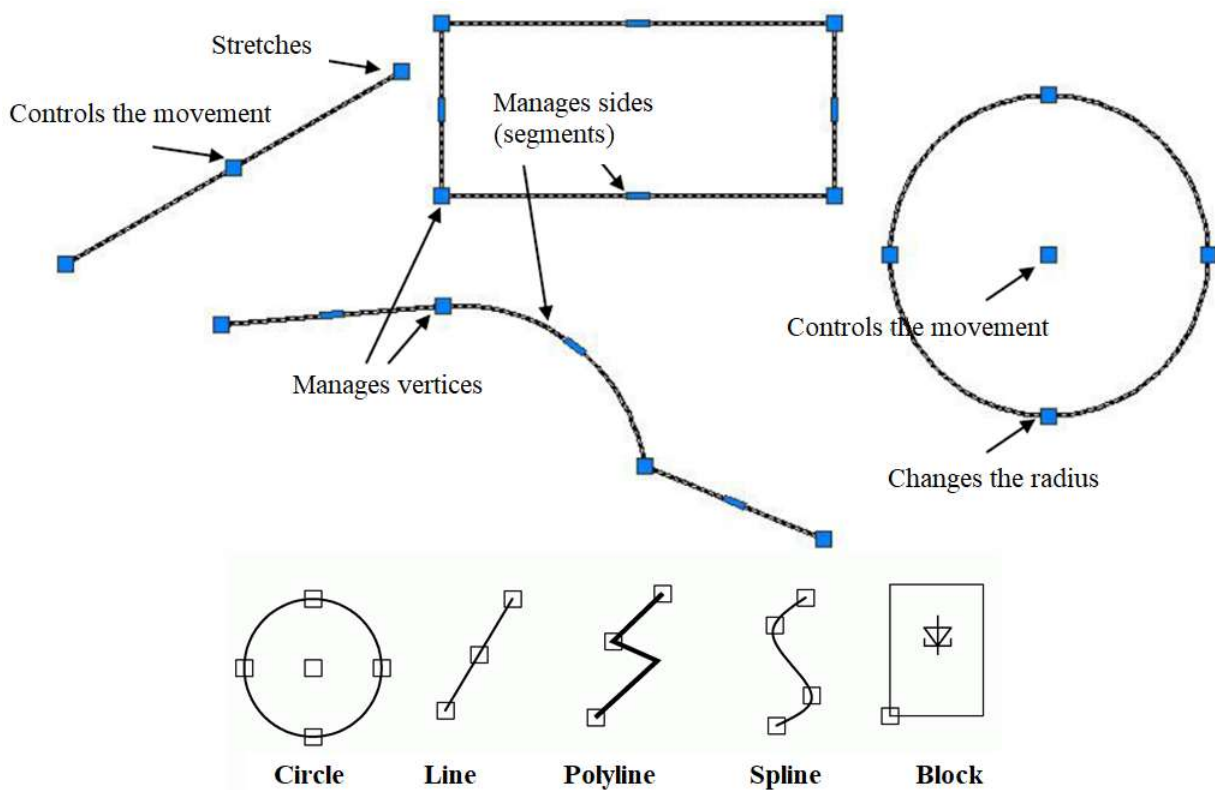 Stretches
Controls the movement
Manages sides
(segments)
Controls the movement
Manages vertices
Changes the radius
Circle
Line
Polyline
Spline
Block